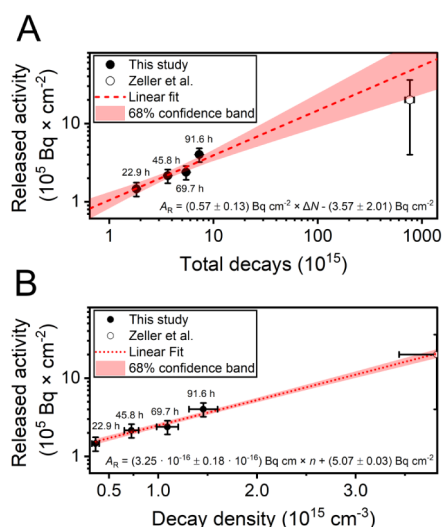 A
This study
Zeller et al.
Linear fit
68% confidence band
Released activity
(10⁵ Bq × cm⁻²)
10
1
91.6 h
45.8 h
22.9 h
69.7 h
A_R = (0.57 ± 0.13) Bq cm⁻² × ΔN - (3.57 ± 2.01) Bq cm⁻²
1 10 100 1000
Total decays (10¹⁵)
B
This study
Zeller et al.
Linear Fit
68% confidence band
Released activity
(10⁵ Bq × cm⁻²)
10
1
91.6 h
22.9 h 45.8 h 69.7 h
A_R = (3.25 · 10⁻¹⁶ ± 0.18 · 10⁻¹⁶) Bq cm × n + (5.07 ± 0.03) Bq cm⁻²
0.5 1.0 2.0 3.0
Decay density (10¹⁵ cm⁻³)